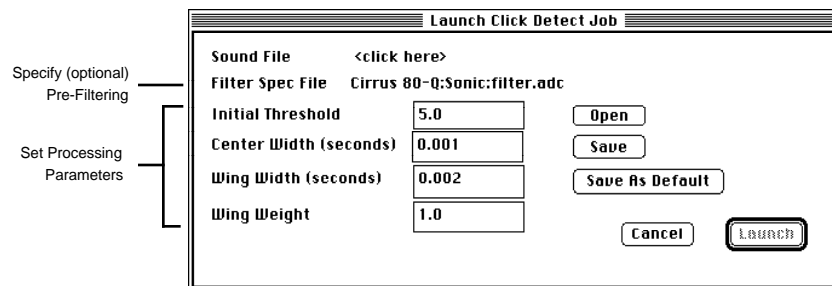 Launch Click Detect Job
Sound File <click here>
Specify (optional)
Pre-Filtering
Filter Spec File Cirrus 80-Q:Sonic:filter.adc
Initial Threshold 5.0 Open
Set Processing
Parameters
Center Width (seconds) 0.001 Save
Wing Width (seconds) 0.002 Save As Default
Wing Weight 1.0
Cancel Launch